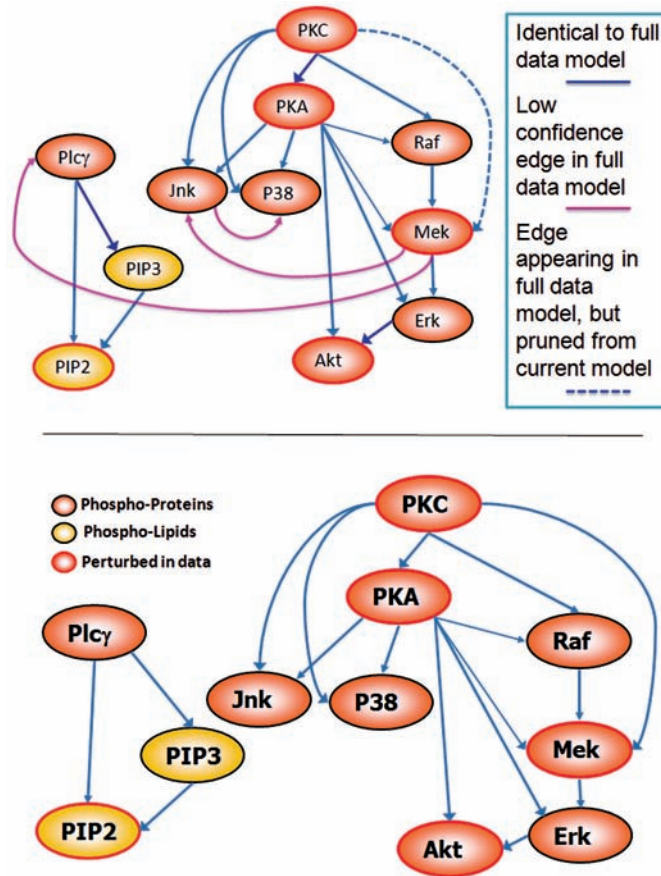 PKC
PKA
Raf
Plcγ
Jnk
P38
Mek
PIP3
Erk
PIP2
Akt
Identical to full
data model
Low
confidence
edge in full
data model
Edge
appearing in
full data
model, but
pruned from
current model
Phospho-Proteins
Phospho-Lipids
Perturbed in data
PKC
PKA
Plcγ
Raf
Jnk
P38
PIP3
Mek
PIP2
Akt
Erk